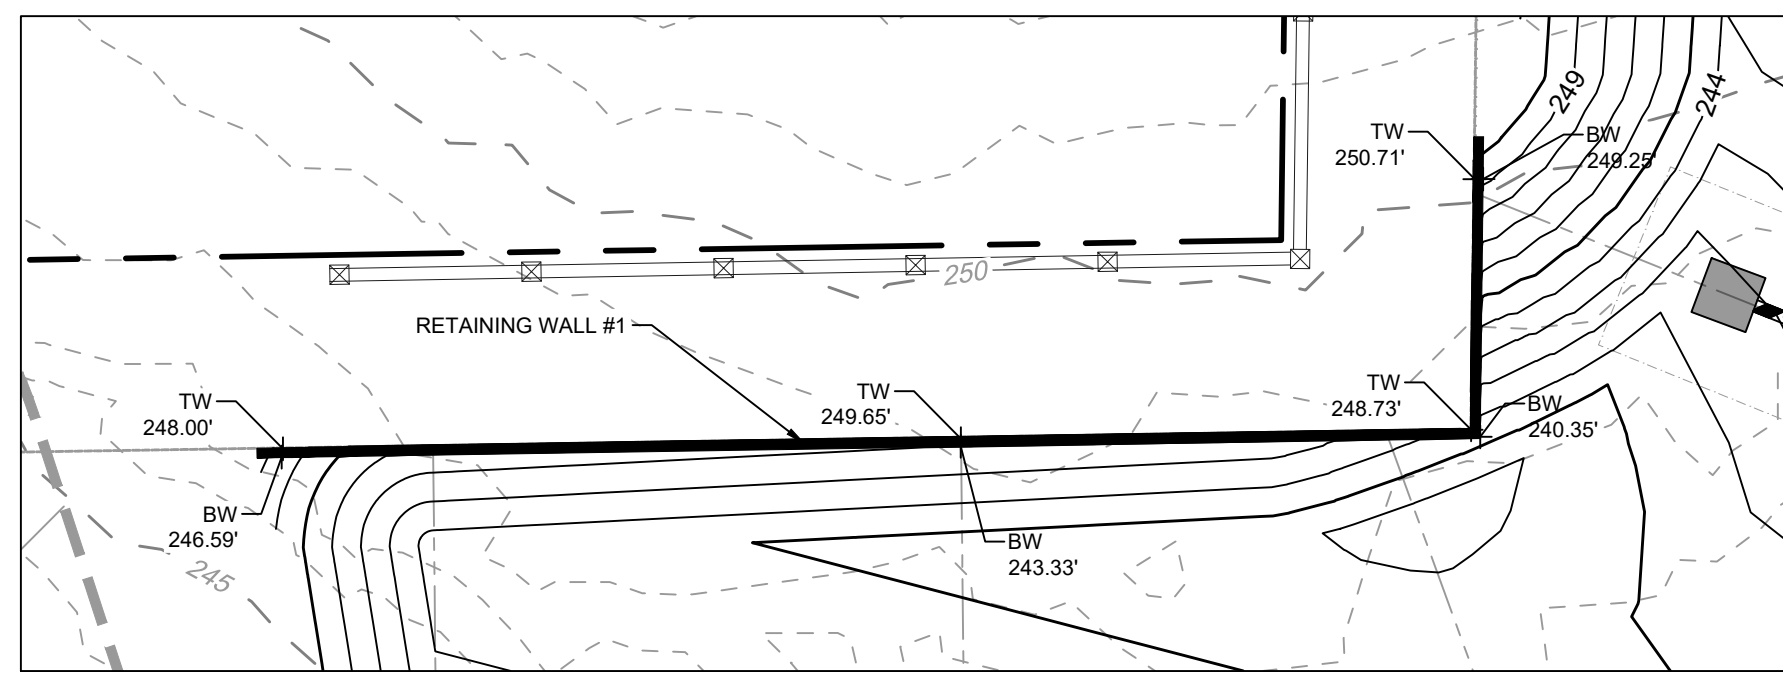 249
244
TW
250.71'
BW
249.25'
250
RETAINING WALL #1
TW
248.00'
TW
249.65'
TW
248.73'
BW
240.35'
BW
246.59'
BW
243.33'
245